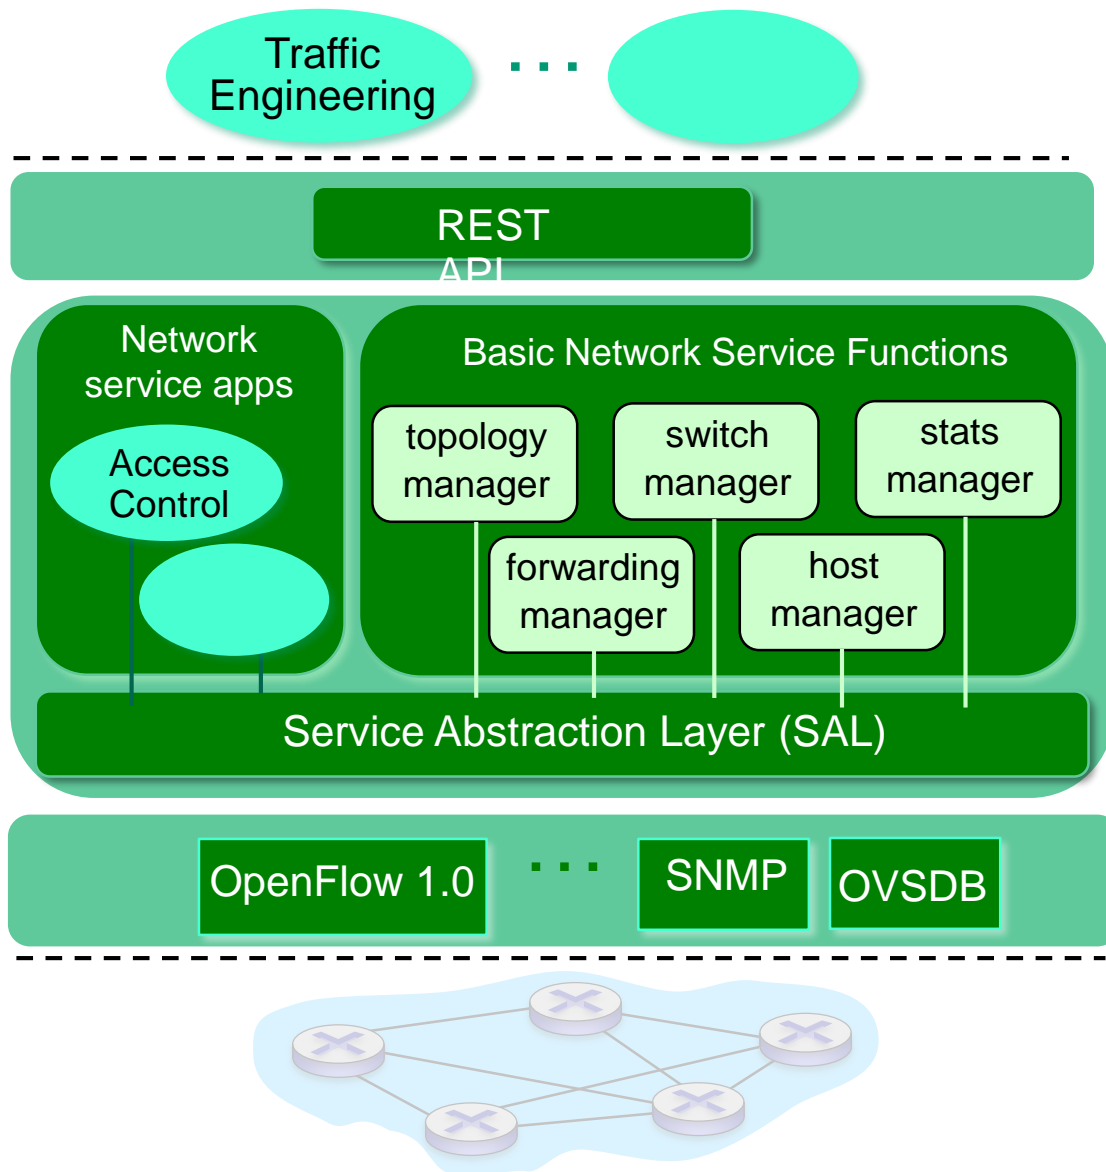 Traffic
Engineering
. . .
REST
API
Network
service apps
Basic Network Service Functions
topology
manager
switch
manager
stats
manager
Access
Control
forwarding
manager
host
manager
Service Abstraction Layer (SAL)
OpenFlow 1.0
. . .
SNMP
OVSDB